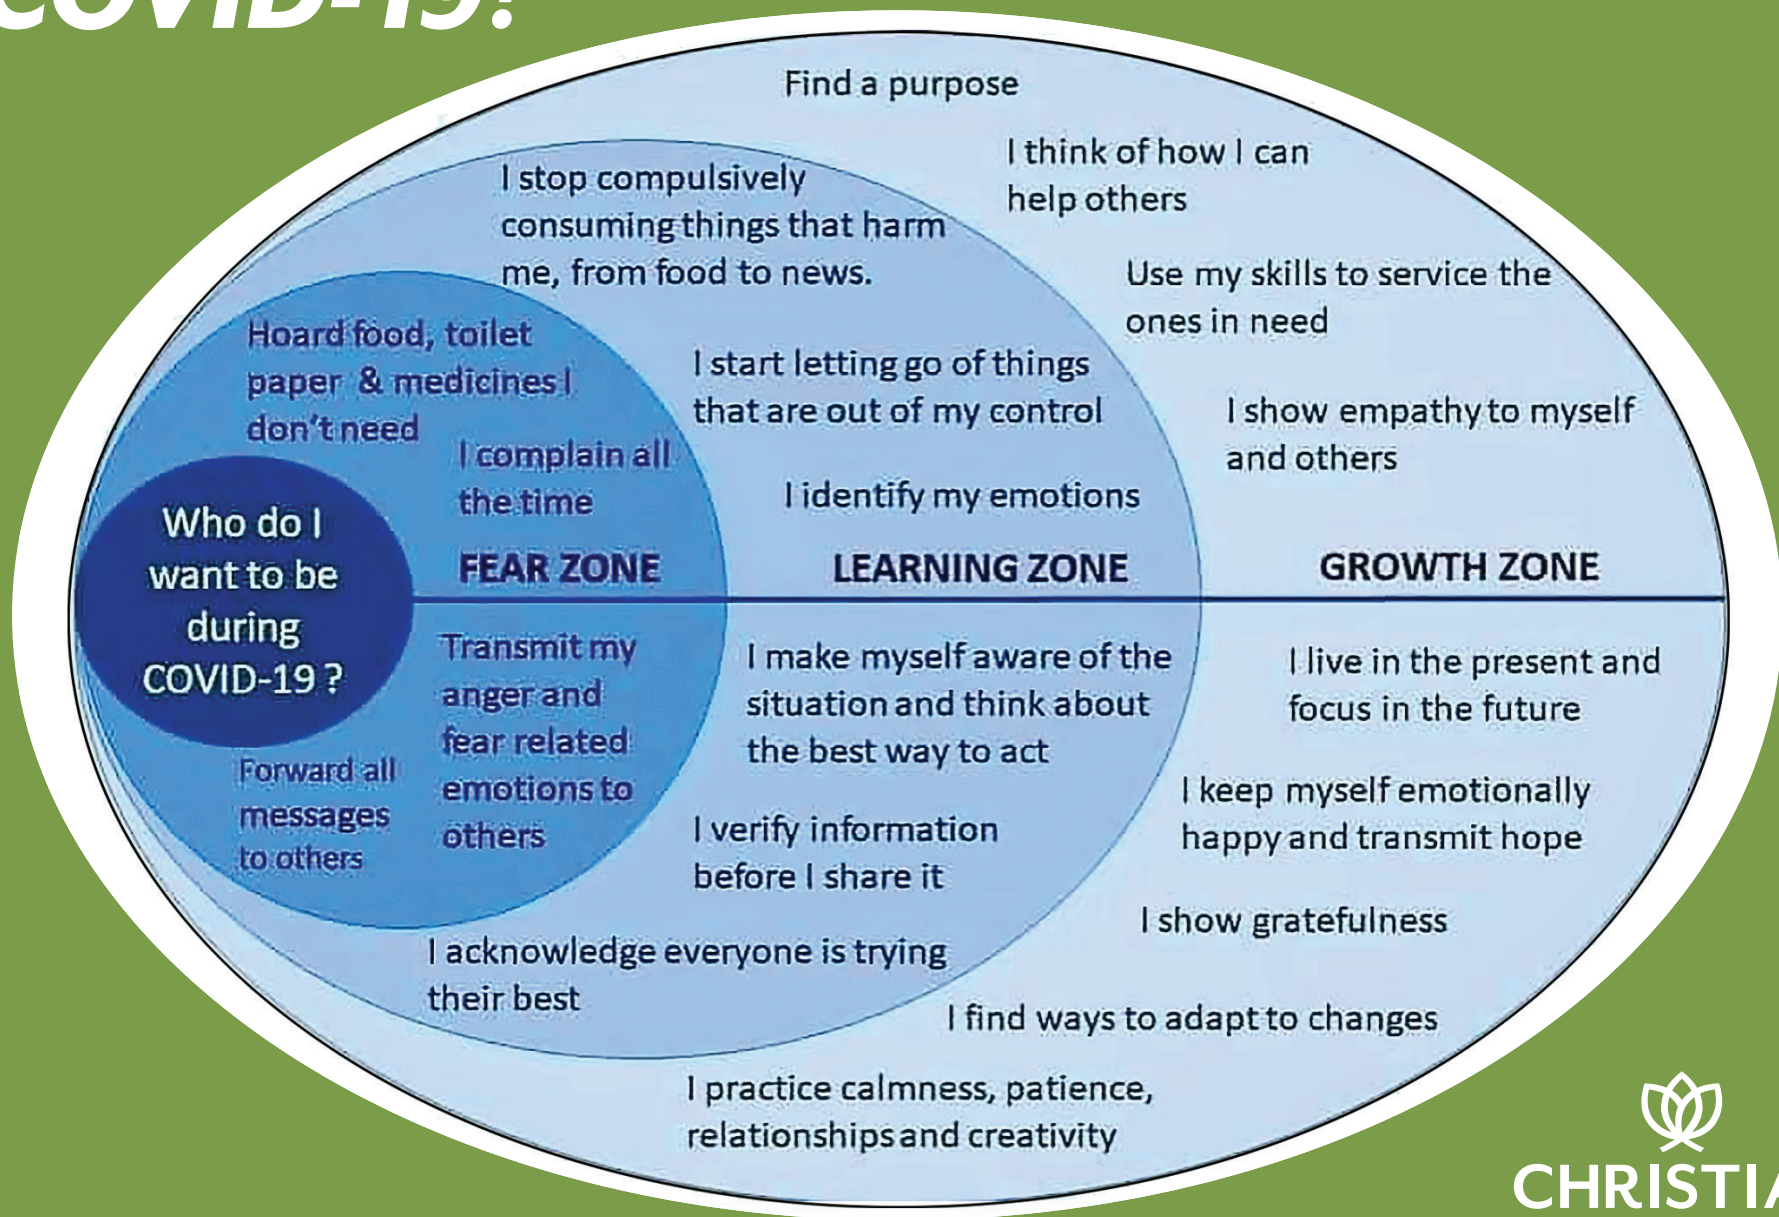 COVID-19?
Find a purpose
I think of how I can
help others
I stop compulsively
consuming things that harm
me, from food to news.
Use my skills to service the
ones in need
Hoard food, toilet
paper & medicines I
don't need
I start letting go of things
that are out of my control
I show empathy to myself
and others
I complain all
the time
I identify my emotions
Who do I
want to be
during
COVID-19 ?
FEAR ZONE
LEARNING ZONE
GROWTH ZONE
Transmit my
anger and
fear related
emotions to
others
I make myself aware of the
situation and think about
the best way to act
I live in the present and
focus in the future
Forward all
messages
to others
I keep myself emotionally
happy and transmit hope
I verify information
before I share it
I show gratefulness
I acknowledge everyone is trying
their best
I find ways to adapt to changes
I practice calmness, patience,
relationships and creativity
CHRISTIA